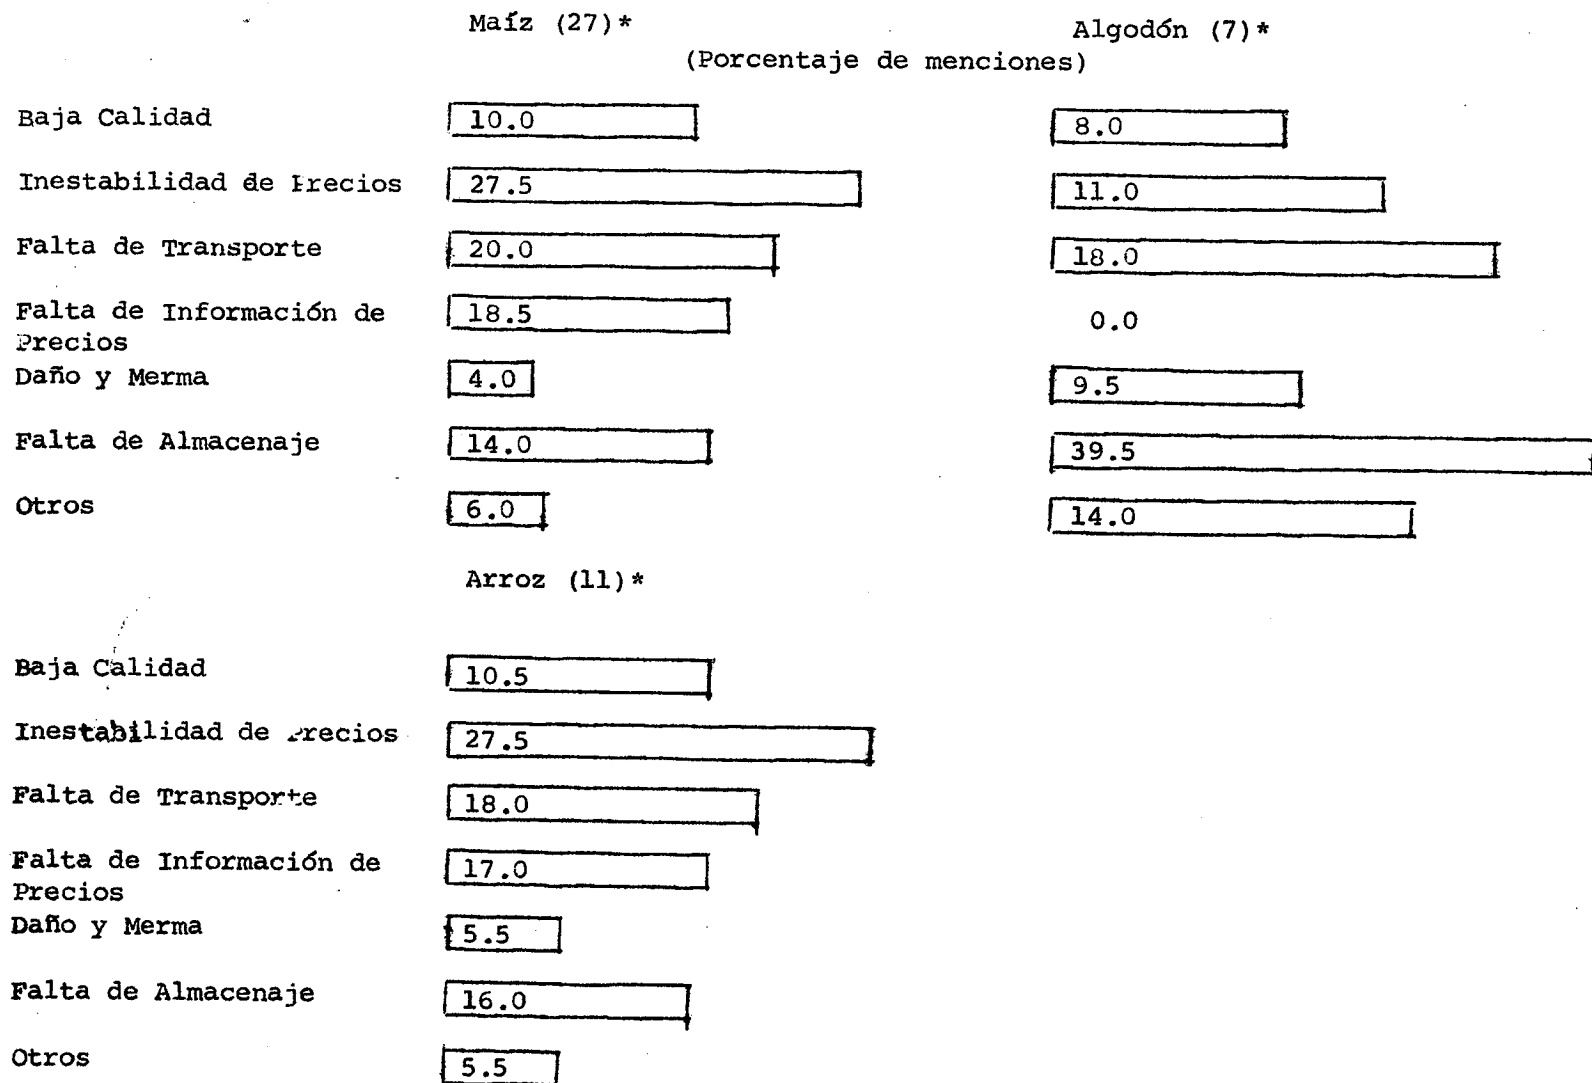 Maíz (27)* Algodón (7)*
(Porcentaje de menciones)
Baja Calidad 10.0 8.0
Inestabilidad de Precios 27.5 11.0
Falta de Transporte 20.0 18.0
Falta de Información de 18.5 0.0
Precios
Daño y Merma 4.0 9.5
Falta de Almacenaje 14.0 39.5
Otros 6.0 14.0
Arroz (11)*
Baja Calidad 10.5
Inestabilidad de Precios 27.5
Falta de Transporte 18.0
Falta de Información de 17.0
Precios
Daño y Merma 5.5
Falta de Almacenaje 16.0
Otros 5.5